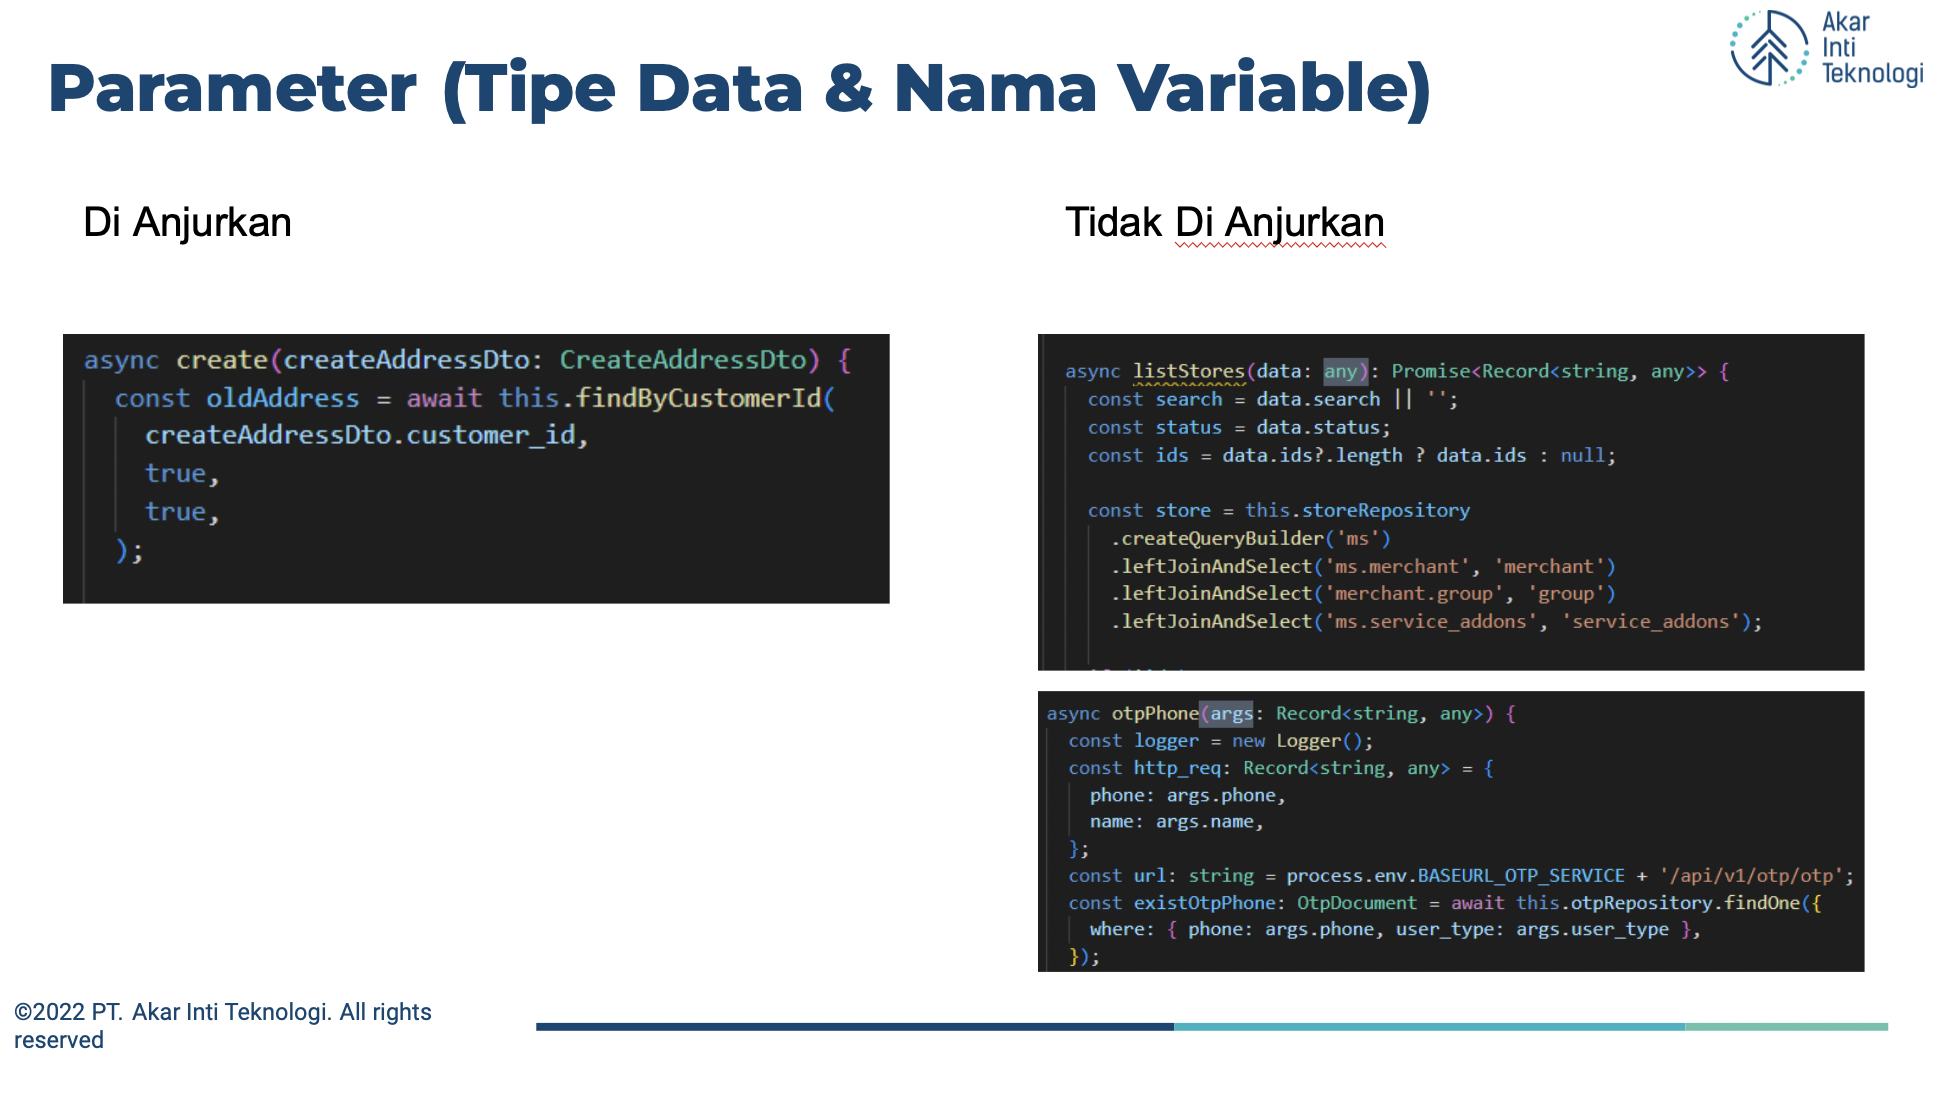 Akar
Inti
Teknologi
Parameter (Tipe Data & Nama Variable)
Di Anjurkan
Tidak Di Anjurkan
async create(createAddressDto: CreateAddressDto) {
const oldAddress = await this.findByCustomerId(
createAddressDto.customer_id,
true,
true,
);
async listStores(data: any): Promise<Record<string, any>> {
const search = data.search || '';
const status = data.status;
const ids = data.ids?.length ? data.ids : null;
const store = this.storeRepository
.createQueryBuilder('ms')
.leftJoinAndSelect('ms.merchant', 'merchant')
.leftJoinAndSelect('merchant.group', 'group')
.leftJoinAndSelect('ms.service_addons', 'service_addons');
async otpPhone(args: Record<string, any>) {
const logger = new Logger();
const http_req: Record<string, any> = {
phone: args.phone,
name: args.name,
};
const url: string = process.env.BASEURL_OTP_SERVICE + '/api/v1/otp/otp';
const existOtpPhone: OtpDocument = await this.otpRepository.findOne({
where: { phone: args.phone, user_type: args.user_type },
});
©2022 PT. Akar Inti Teknologi. All rights
reserved